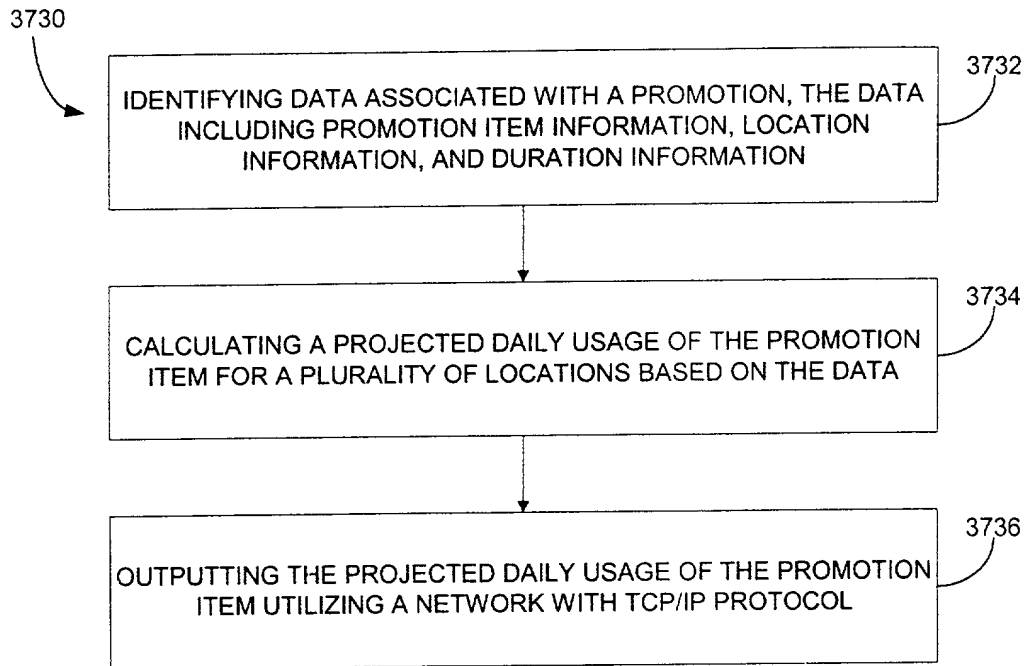 3730
3732
IDENTIFYING DATA ASSOCIATED WITH A PROMOTION, THE DATA
INCLUDING PROMOTION ITEM INFORMATION, LOCATION
INFORMATION, AND DURATION INFORMATION
3734
CALCULATING A PROJECTED DAILY USAGE OF THE PROMOTION
ITEM FOR A PLURALITY OF LOCATIONS BASED ON THE DATA
3736
OUTPUTTING THE PROJECTED DAILY USAGE OF THE PROMOTION
ITEM UTILIZING A NETWORK WITH TCP/IP PROTOCOL